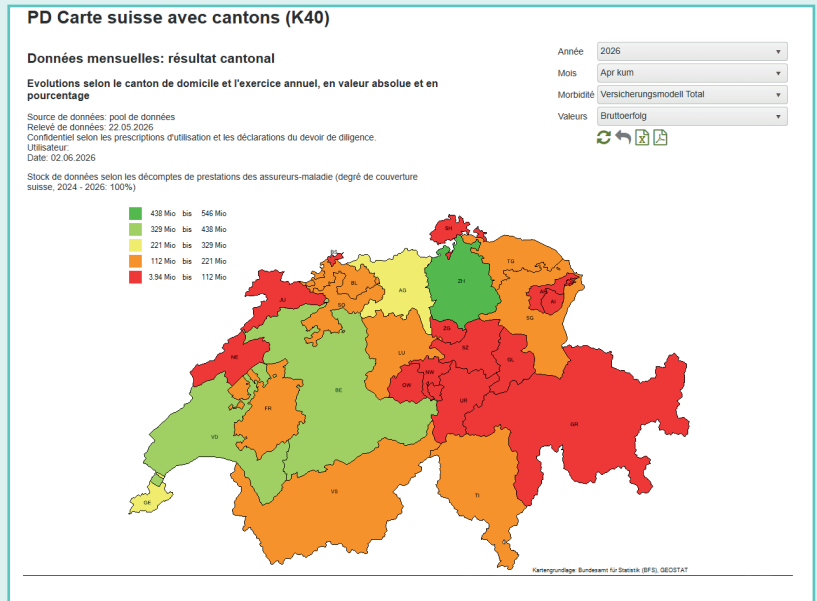 PD Carte suisse avec cantons (K40)
Données mensuelles: résultat cantonal
Evolutions selon le canton de domicile et l'exercice annuel, en valeur absolue et en
pourcentage
Source de données: pool de données
Relevé de données: 22.05.2026
Confidentiel selon les prescriptions d'utilisation et les déclarations du devoir de diligence.
Utilisateur:
Date: 02.06.2026
Stock de données selon les décomptes de prestations des assureurs-maladie (degré de couverture
suisse, 2024 - 2026: 100%)
Année 2026
Mois Apr kum
Morbidité Versicherungsmodell Total
Valeurs Bruttoerfolg
438 Mio bis 546 Mio
329 Mio bis 438 Mio
221 Mio bis 329 Mio
112 Mio bis 221 Mio
3.94 Mio bis 112 Mio
SH
BS
TG
BL
ZH
AG
JU
SO
AR
AI
SG
ZG
SZ
NE
LU
GL
NW
OW
BE
UR
FR
GR
VD
VS
TI
GE
Kartengrundlage: Bundesamt für Statistik (BFS), GEOSTAT